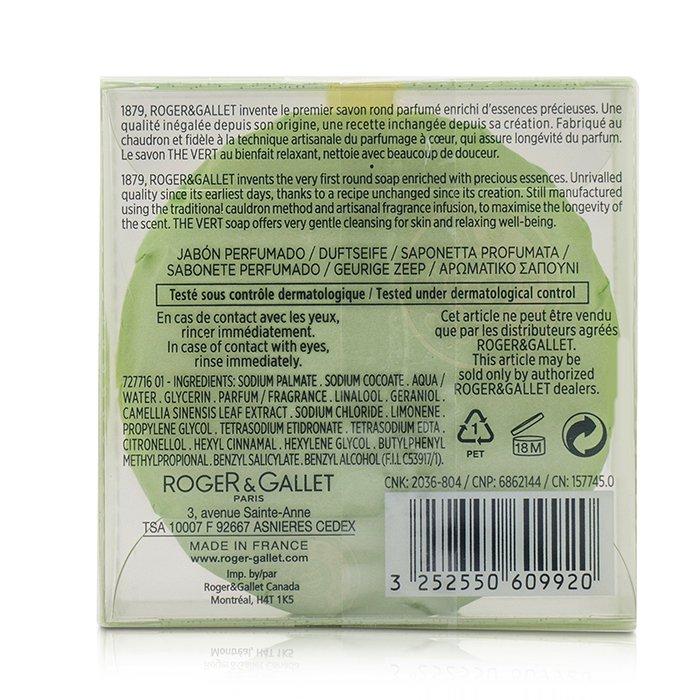 1879, ROGER&GALLET invente le premier savon rond parfumé enrichi d'essences précieuses. Une
qualité inégalée depuis son origine, une recette inchangée depuis sa création. Fabriqué au
chaudron et fidèle à la technique artisanale du parfumage à cœur, qui assure longévité du parfum.
Le savon THE VERT au bienfait relaxant, nettoie avec beaucoup de douceur.
1879, ROGER&GALLET invents the very first round soap enriched with precious essences. Unrivalled
quality since its earliest days, thanks to a recipe unchanged since its creation. Still manufactured
using the traditional cauldron method and artisanal fragrance infusion, to maximise the longevity of
the scent. THE VERT soap offers very gentle cleansing for skin and relaxing well-being.
JABÓN PERFUMADO / DUFTSEIFE / SAPONETTA PROFUMATA /
SABONETE PERFUMADO / GEURIGE ZEEP / ΑΡΩΜΑΤΙΚΟ ΣΑΠΟΥΝΙ
Testé sous contrôle dermatologique / Tested under dermatological control
En cas de contact avec les yeux,
rincer immédiatement.
In case of contact with eyes,
rinse immediately.
Cet article ne peut être vendu
que par les distributeurs agréés
ROGER&GALLET.
This article may be
sold only by authorized
ROGER&GALLET dealers.
727716 01 - INGREDIENTS: SODIUM PALMATE . SODIUM COCOATE . AQUA /
WATER . GLYCERIN . PARFUM / FRAGRANCE . LINALOOL . GERANIOL .
CAMELLIA SINENSIS LEAF EXTRACT . SODIUM CHLORIDE . LIMONENE .
PROPYLENE GLYCOL . TETRASODIUM ETIDRONATE . TETRASODIUM EDTA .
CITRONELLOL . HEXYL CINNAMAL . HEXYLENE GLYCOL . BUTYLPHENYL
METHYLPROPIONAL . BENZYL SALICYLATE . BENZYL ALCOHOL (F.I.L C53917/1).
1
PET
18 M
ROGER & GALLET
PARIS
3, avenue Sainte-Anne
TSA 10007 F 92667 ASNIERES CEDEX
MADE IN FRANCE
www.roger-gallet.com
Imp. by/par
Roger&Gallet Canada
Montréal, H4T 1K5
CNK: 2036-804 / CNP: 6862144 / CN: 157745.0
3 252550 609920